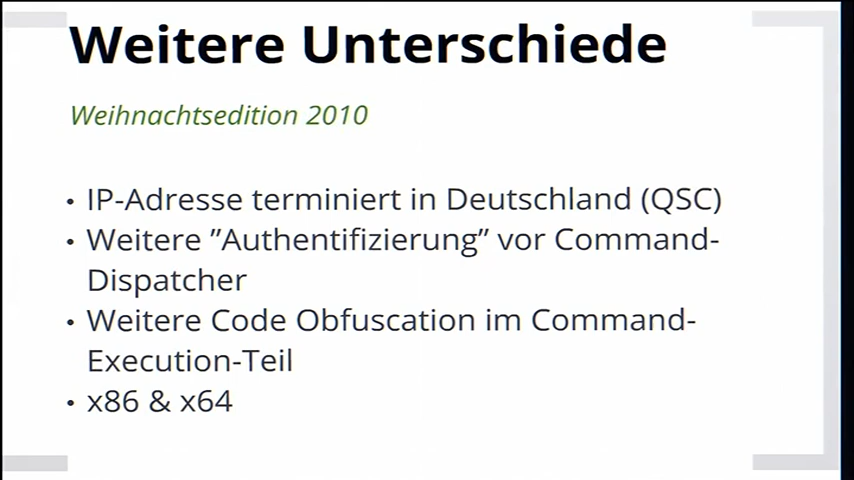 Weitere Unterschiede
Weihnachtsedition 2010
• IP-Adresse terminiert in Deutschland (QSC)
• Weitere ”Authentifizierung” vor Command-
Dispatcher
• Weitere Code Obfuscation im Command-
Execution-Teil
• x86 & x64